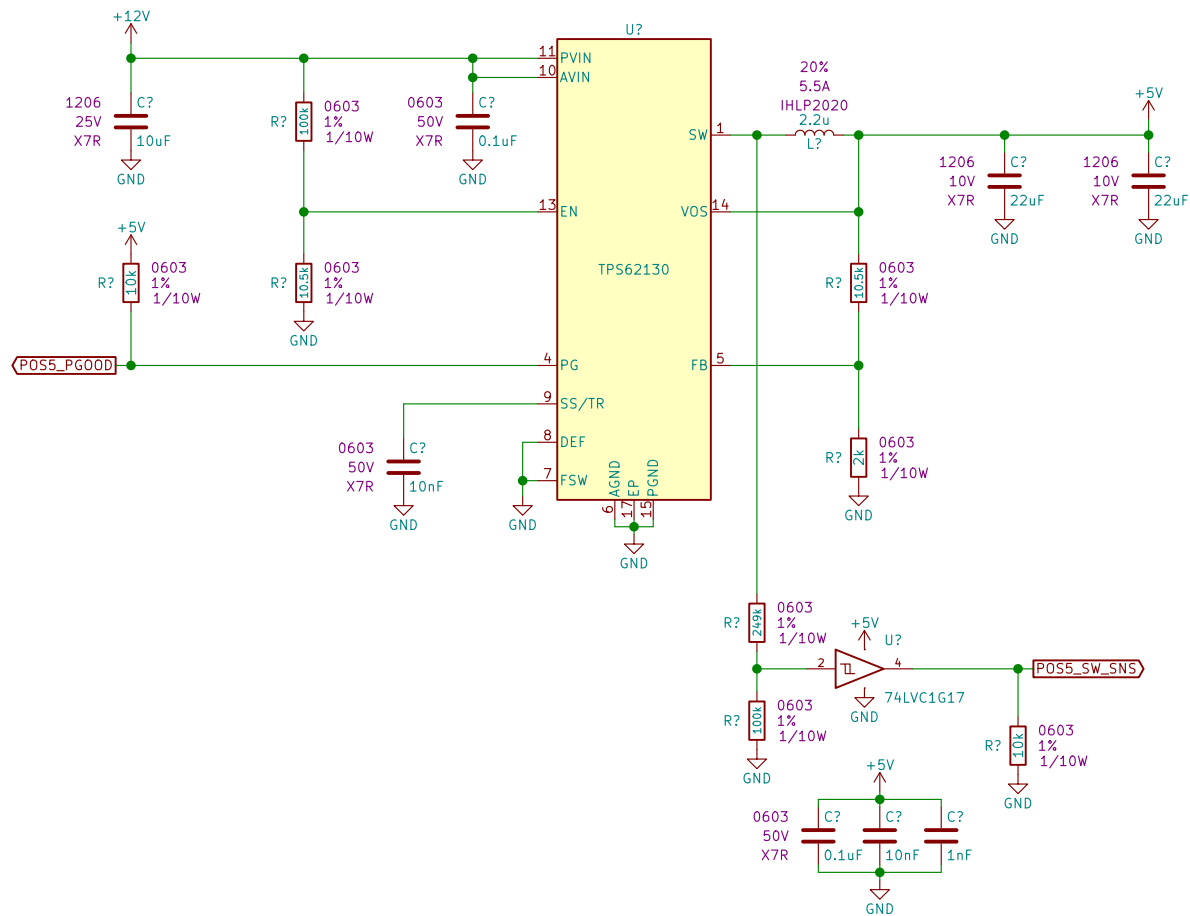 +12V
U?
11 PVIN
10 AVIN
1206 C?
25V
X7R 10uF
GND
R? 100k 0603
1%
1/10W
0603 C?
50V
X7R 0.1uF
GND
20%
5.5A
IHLP2020
2.2u
L?
SW 1
+5V
1206 C?
10V
X7R 22uF
GND
1206 C?
10V
X7R 22uF
GND
13 EN
VOS 14
+5V
R? 10k 0603
1%
1/10W
R? 10.5k 0603
1%
1/10W
GND
TPS62130
R? 10.5k 0603
1%
1/10W
POS5_PGOOD
4 PG
FB 5
9 SS/TR
8 DEF
7 FSW
0603 C?
50V
X7R 10nF
GND
GND
AGND
EP
PGND
6
17
15
GND
R? 2k 0603
1%
1/10W
GND
R? 249k 0603
1%
1/10W
+5V
U?
2
4
74LVC1G17
GND
POS5_SW_SNS
R? 100k 0603
1%
1/10W
GND
R? 10k 0603
1%
1/10W
GND
+5V
0603 C? C? C?
50V
X7R 0.1uF 10nF 1nF
GND